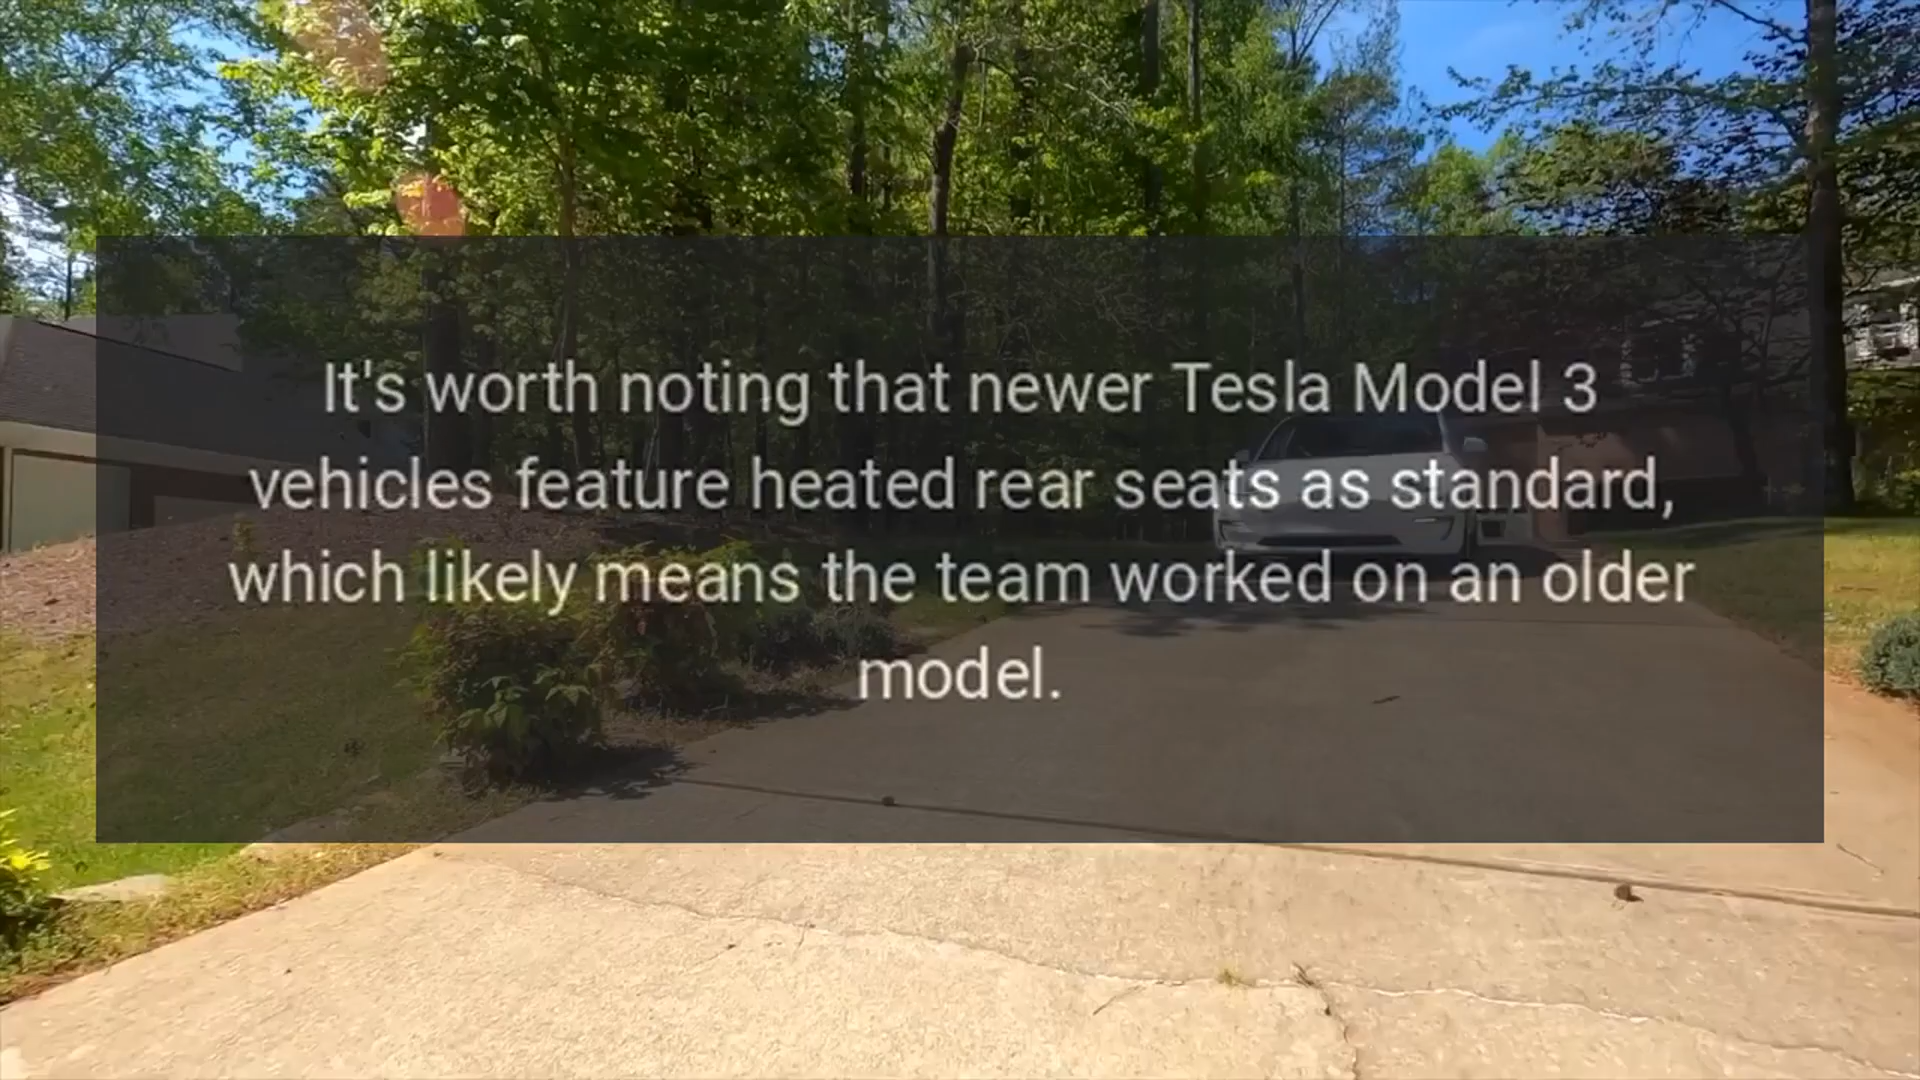 It's worth noting that newer Tesla Model 3
vehicles feature heated rear seats as standard,
which likely means the team worked on an older
model.